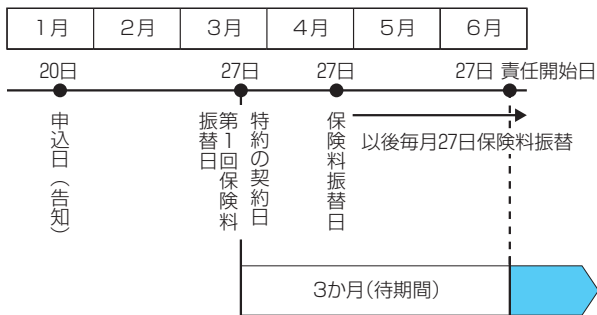 1月 2月 3月 4月 5月 6月
20日 27日 27日 27日 責任開始日
申込日（告知）
第1回保険料
振替日
特約の契約日
保険料振替日
以後毎月27日保険料振替
3か月（待期間）